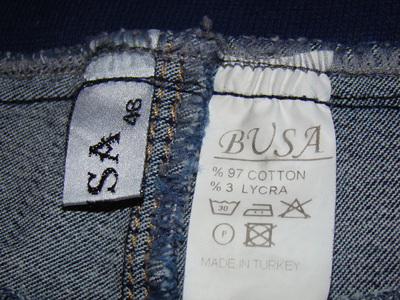 SA 48
BUSA
% 97 COTTON
% 3 LYCRA
30
P
MADE IN TURKEY